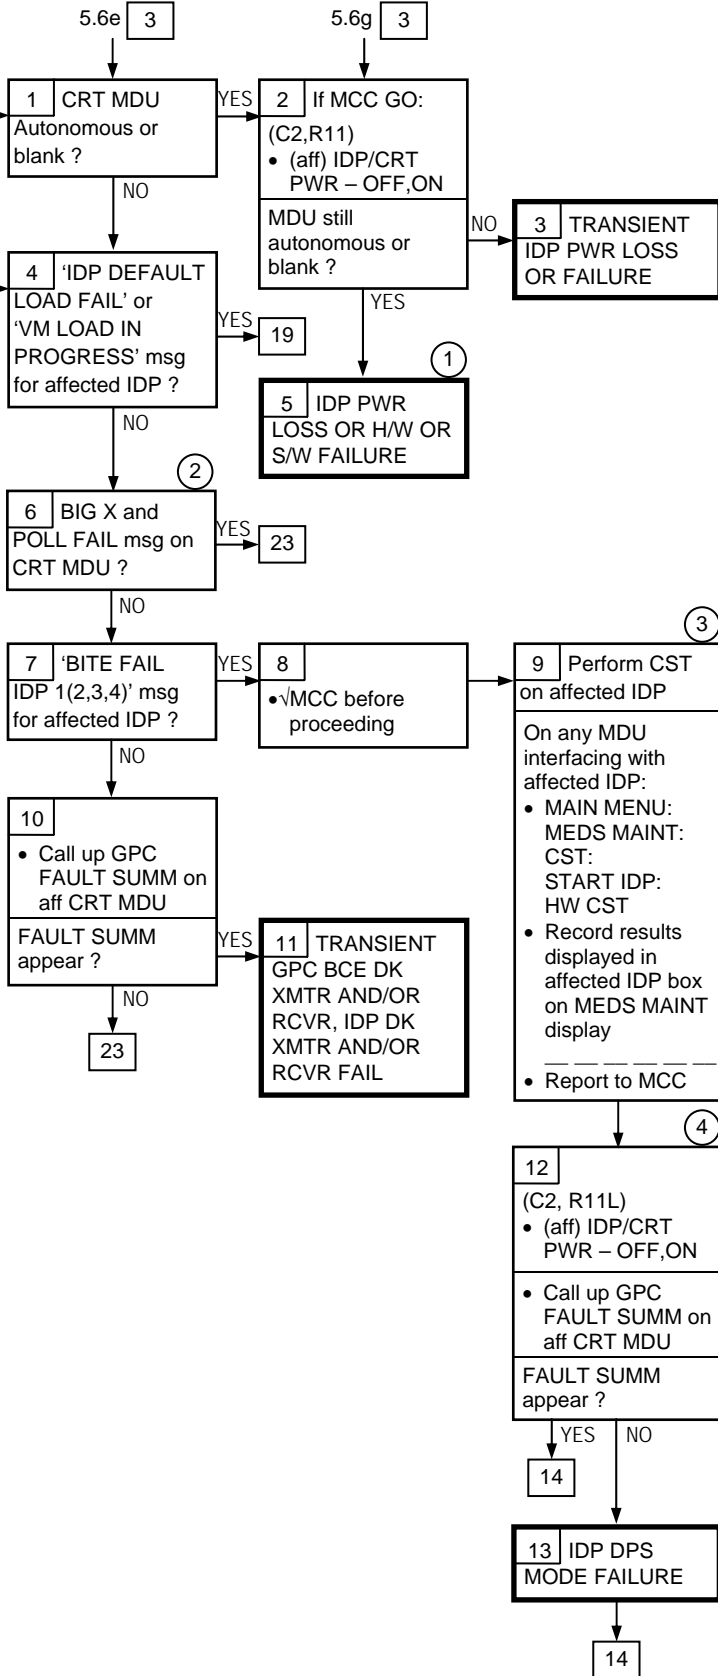 5.6e 3
5.6g 3
1 CRT MDU
Autonomous or
blank ?
YES
NO
2 If MCC GO:
(C2,R11)
• (aff) IDP/CRT
PWR – OFF,ON
MDU still
autonomous or
blank ?
NO
YES
3 TRANSIENT
IDP PWR LOSS
OR FAILURE
4 'IDP DEFAULT
LOAD FAIL' or
'VM LOAD IN
PROGRESS' msg
for affected IDP ?
YES
19
NO
1
5 IDP PWR
LOSS OR H/W OR
S/W FAILURE
2
6 BIG X and
POLL FAIL msg on
CRT MDU ?
YES
23
NO
7 'BITE FAIL
IDP 1(2,3,4)' msg
for affected IDP ?
YES
NO
8
•√MCC before
proceeding
3
9 Perform CST
on affected IDP
On any MDU
interfacing with
affected IDP:
• MAIN MENU:
MEDS MAINT:
CST:
START IDP:
HW CST
• Record results
displayed in
affected IDP box
on MEDS MAINT
display
__ __ __ __ __ __
• Report to MCC
10
• Call up GPC
FAULT SUMM on
aff CRT MDU
FAULT SUMM
appear ?
YES
NO
23
11 TRANSIENT
GPC BCE DK
XMTR AND/OR
RCVR, IDP DK
XMTR AND/OR
RCVR FAIL
4
12
(C2, R11L)
• (aff) IDP/CRT
PWR – OFF,ON
• Call up GPC
FAULT SUMM on
aff CRT MDU
FAULT SUMM
appear ?
YES
NO
14
13 IDP DPS
MODE FAILURE
14